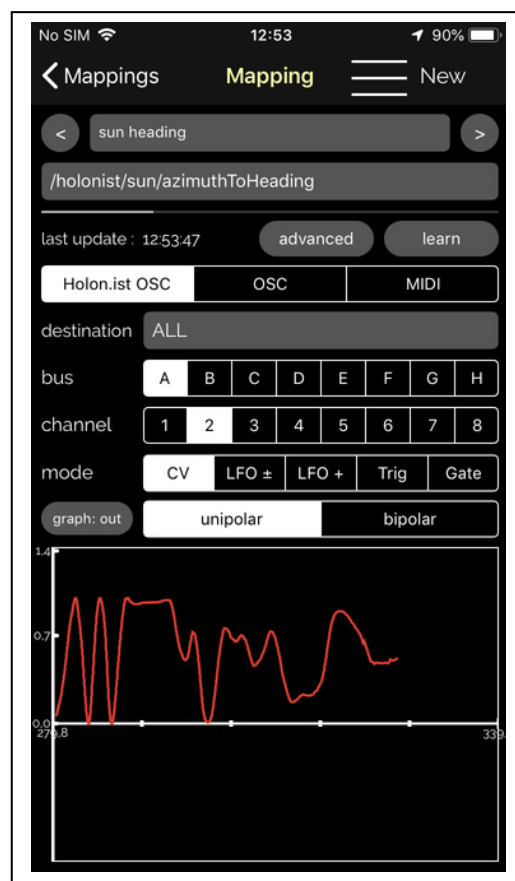 No SIM 12:53 90%
Mappings Mapping New
< sun heading >
/holonist/sun/azimuthToHeading
last update : 12:53:47 advanced learn
Holon.ist OSC OSC MIDI
destination ALL
bus A B C D E F G H
channel 1 2 3 4 5 6 7 8
mode CV LFO ± LFO + Trig Gate
graph: out unipolar bipolar
1.4
0.7
0.0